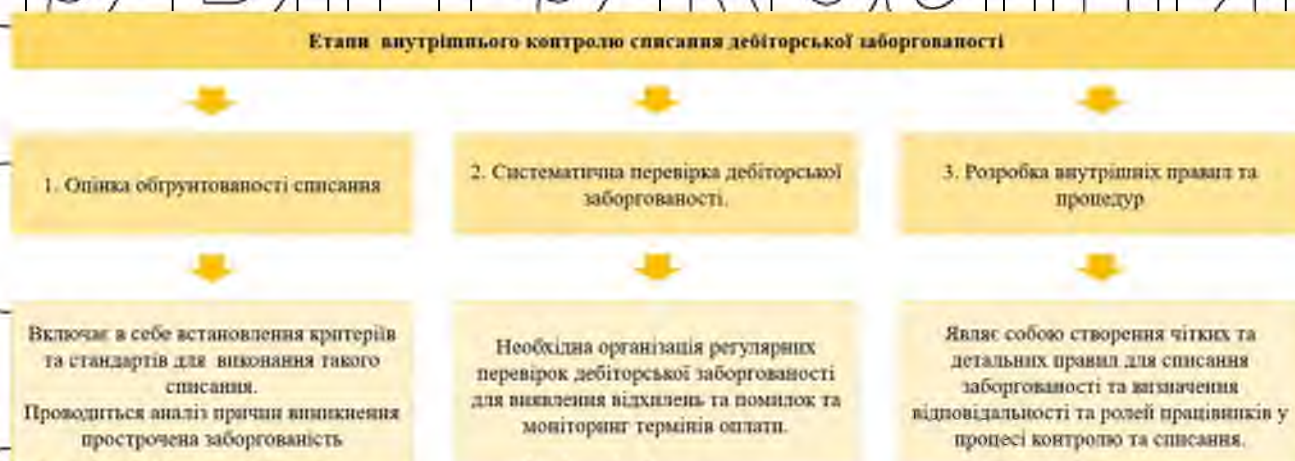 Етапи внутрішнього контролю списання дебіторської заборгованості
1. Оцінка обґрунтованості списання
2. Систематична перевірка дебіторської
заборгованості.
3. Розробка внутрішніх правил та
процедур
Включає в себе встановлення критеріїв
та стандартів для виконання такого
списання.
Проводиться аналіз причин виникнення
прострочена заборгованість
Необхідна організація регулярних
перевірок дебіторської заборгованості
для виявлення відхилень та помилок та
моніторинг термінів оплати.
Являє собою створення чітких та
детальних правил для списання
заборгованості та визначення
відповідальності та ролей працівників у
процесі контролю та списання.